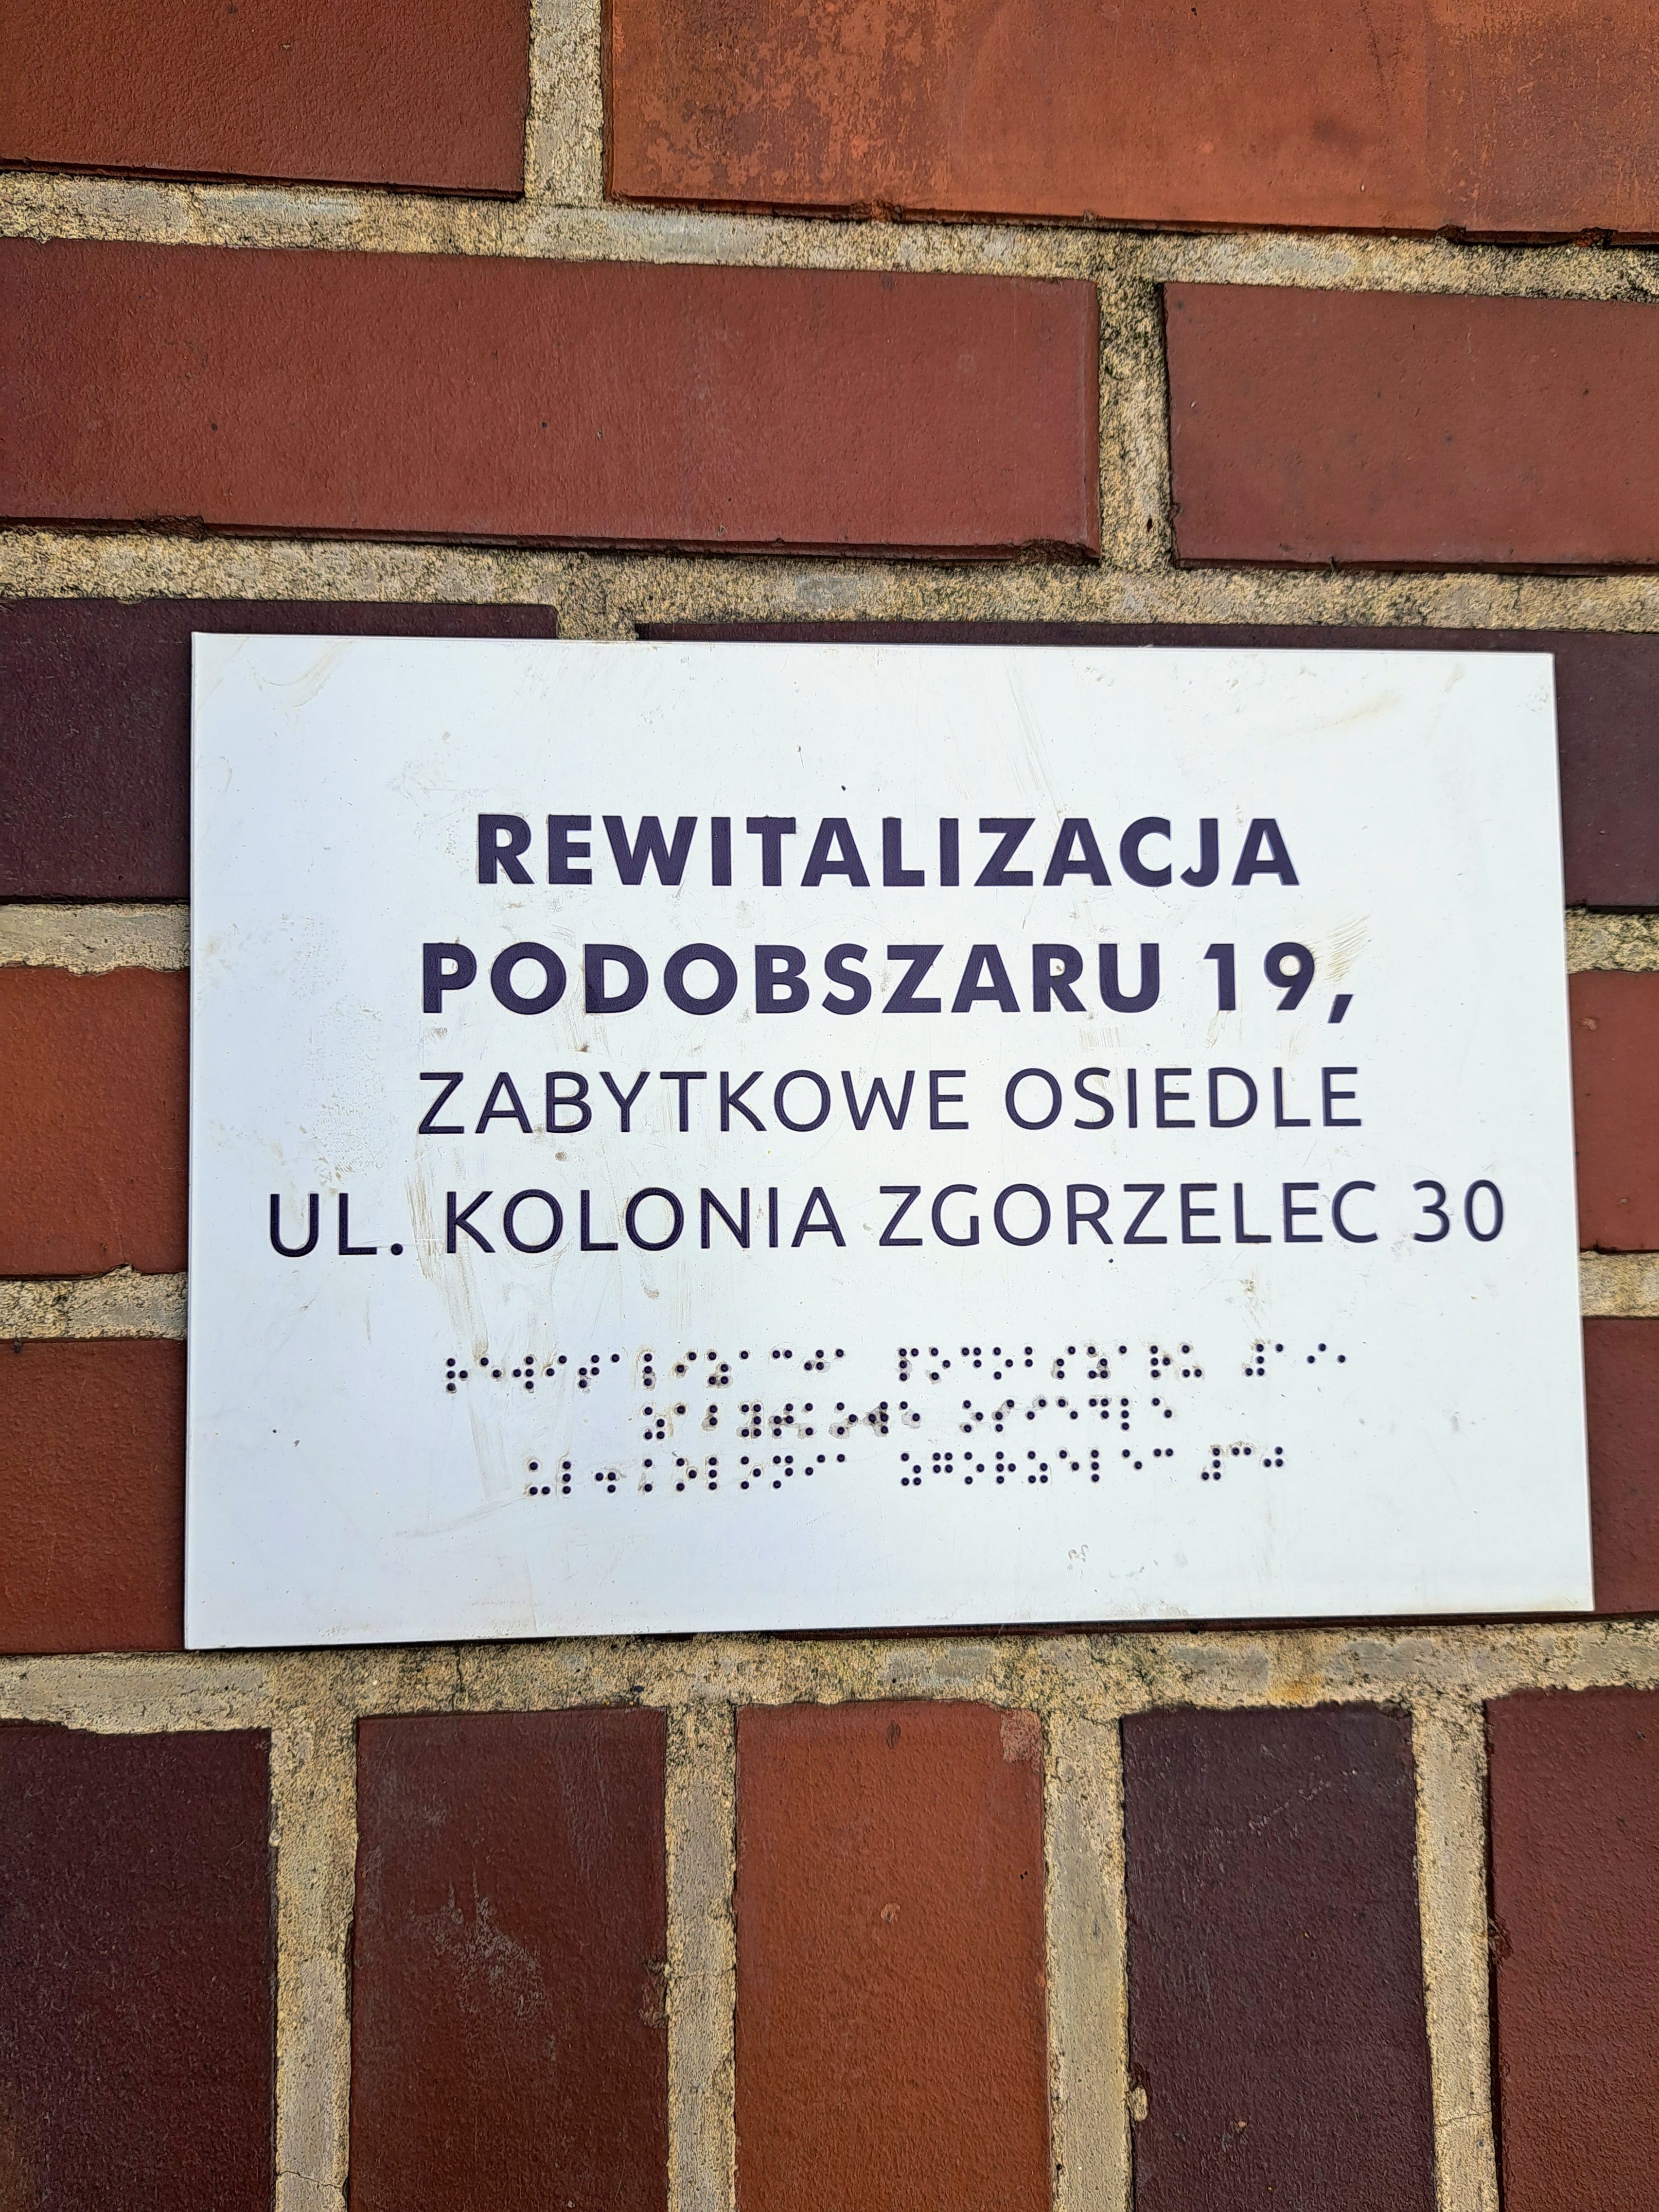 REWITALIZACJA
PODOBSZARU 19,
ZABYTKOWE OSIEDLE
UL. KOLONIA ZGORZELEC 30